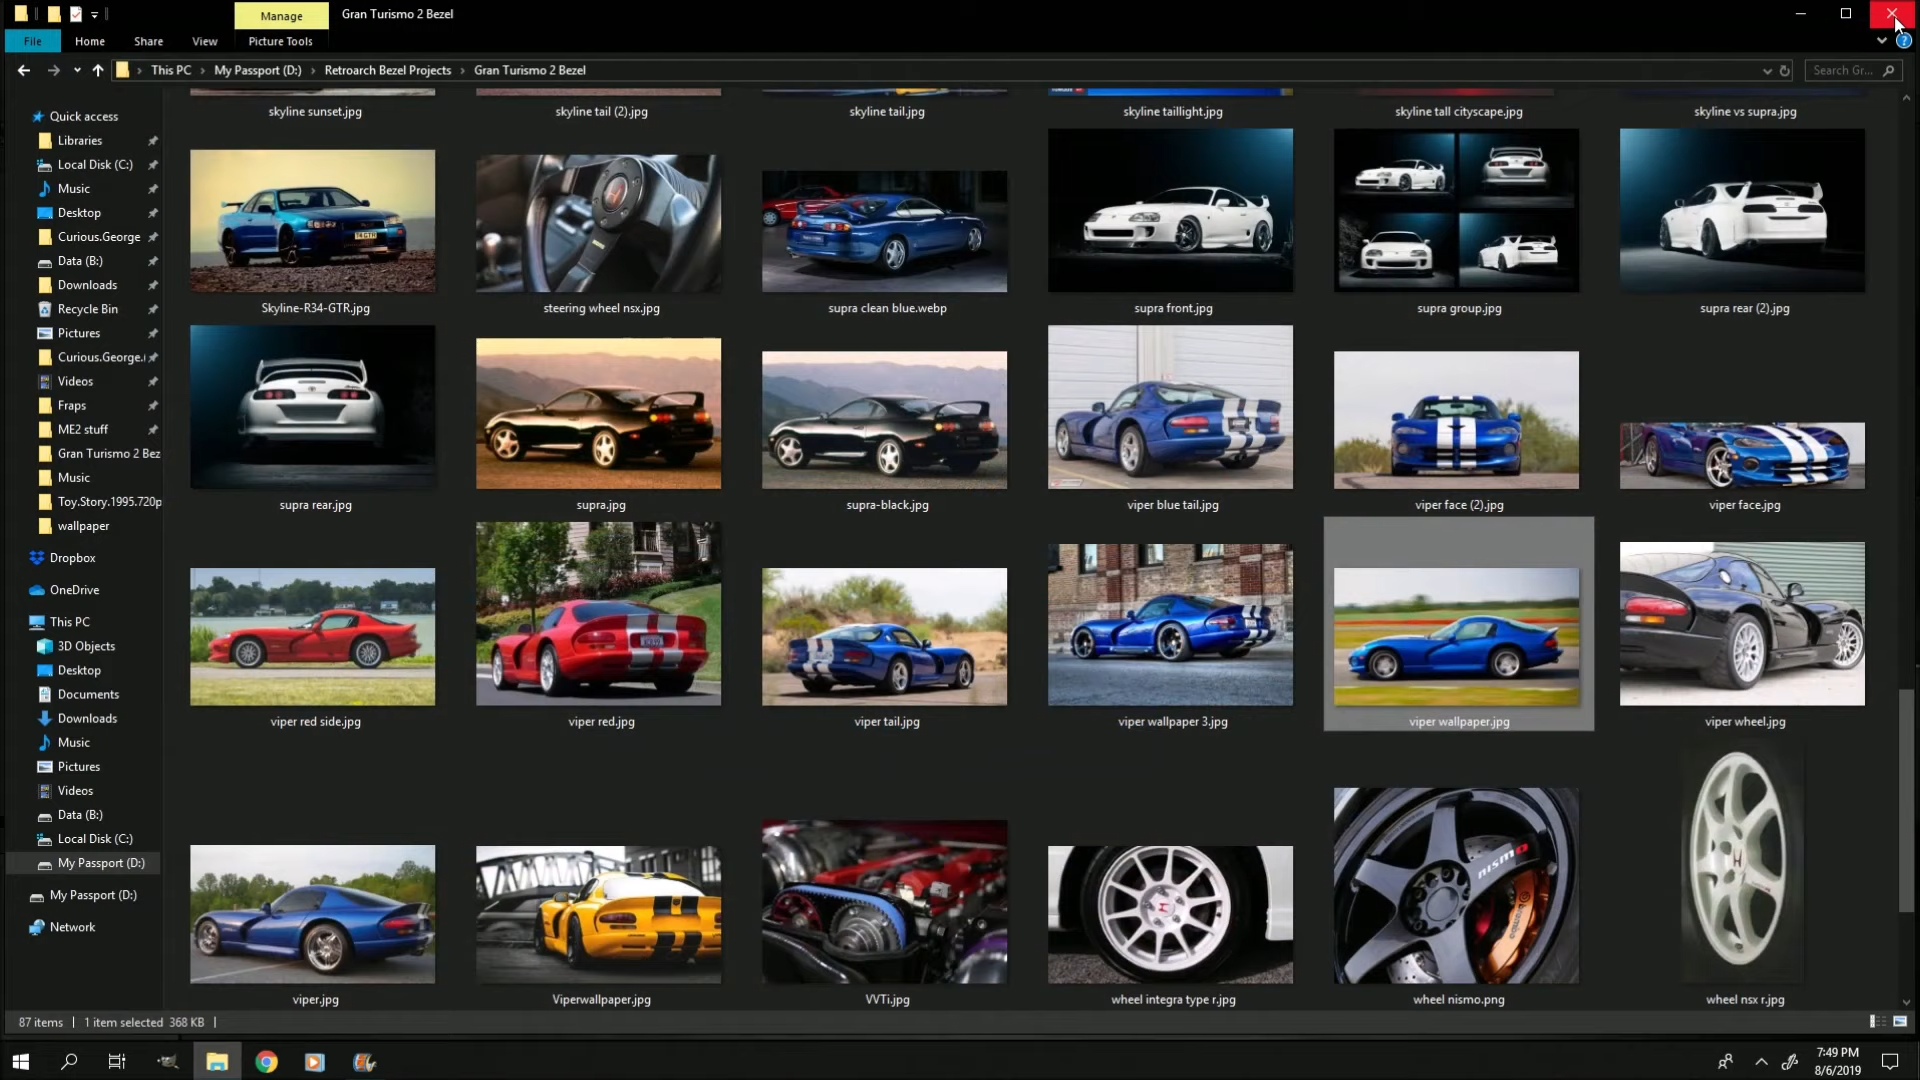 Manage
Gran Turismo 2 Bezel
File
Home
Share
View
Picture Tools
This PC
My Passport (D:)
Retroarch Bezel Projects
Gran Turismo 2 Bezel
Search Gr...
Quick access
Libraries
Local Disk (C:)
Music
Desktop
Curious.George
Data (B:)
Downloads
Recycle Bin
Pictures
Curious.George.(
Videos
Fraps
ME2 stuff
Gran Turismo 2 Bez
Music
Toy.Story.1995.720p
wallpaper
Dropbox
OneDrive
This PC
3D Objects
Desktop
Documents
Downloads
Music
Pictures
Videos
Data (B:)
Local Disk (C:)
My Passport (D:)
My Passport (D:)
Network
skyline sunset.jpg
skyline tail (2).jpg
skyline tail.jpg
skyline taillight.jpg
skyline tall cityscape.jpg
skyline vs supra.jpg
Skyline-R34-GTR.jpg
steering wheel nsx.jpg
supra clean blue.webp
supra front.jpg
supra group.jpg
supra rear (2).jpg
supra rear.jpg
supra.jpg
supra-black.jpg
viper blue tail.jpg
viper face (2).jpg
viper face.jpg
viper red side.jpg
viper red.jpg
viper tail.jpg
viper wallpaper 3.jpg
viper wallpaper.jpg
viper wheel.jpg
nismo
brembo
viper.jpg
Viperwallpaper.jpg
VVTi.jpg
wheel integra type r.jpg
wheel nismo.png
wheel nsx r.jpg
87 items
1 item selected 368 KB
7:49 PM
8/6/2019